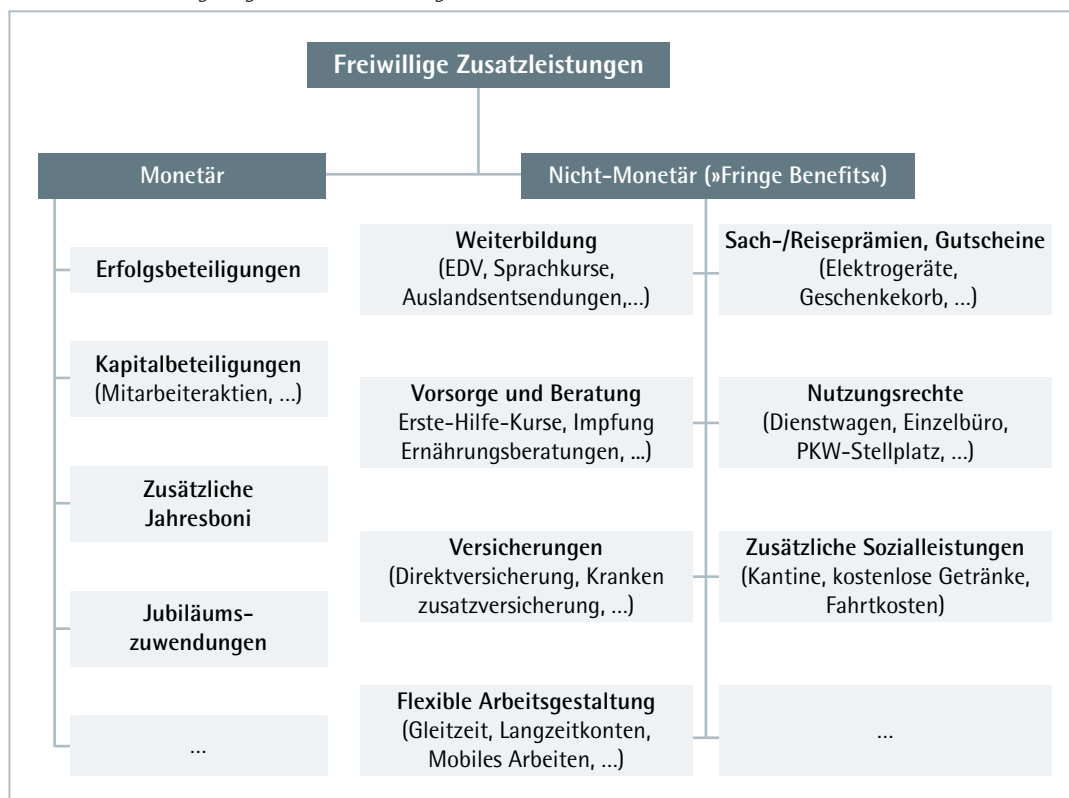 Freiwillige Zusatzleistungen
Monetär
Nicht-Monetär (»Fringe Benefits«)
Erfolgsbeteiligungen
Kapitalbeteiligungen
(Mitarbeiteraktien, ...)
Zusätzliche
Jahresboni
Jubiläums-
zuwendungen
...
Weiterbildung
(EDV, Sprachkurse,
Auslandsentsendungen,...)
Vorsorge und Beratung
Erste-Hilfe-Kurse, Impfung
Ernährungsberatungen, ...)
Versicherungen
(Direktversicherung, Kranken
zusatzversicherung, ...)
Flexible Arbeitsgestaltung
(Gleitzeit, Langzeitkonten,
Mobiles Arbeiten, ...)
Sach-/Reiseprämien, Gutscheine
(Elektrogeräte,
Geschenkekorb, ...)
Nutzungsrechte
(Dienstwagen, Einzelbüro,
PKW-Stellplatz, ...)
Zusätzliche Sozialleistungen
(Kantine, kostenlose Getränke,
Fahrtkosten)
...